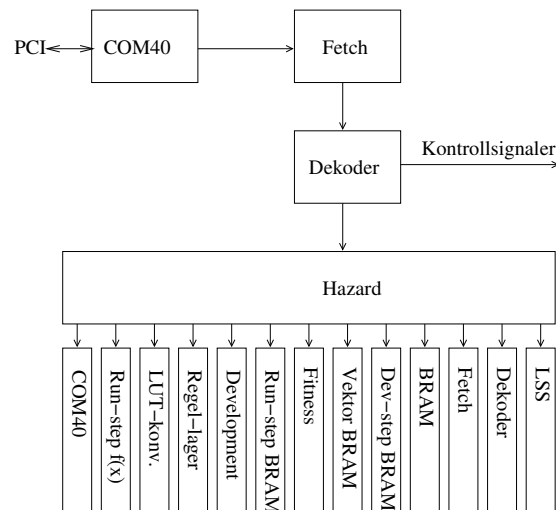 PCI
COM40
Fetch
Dekoder
Kontrollsignaler
Hazard
COM40
Run−step f(x)
LUT−konv.
Regel−lager
Development
Run−step BRAM
Fitness
Vektor BRAM
Dev−step BRAM
BRAM
Fetch
Dekoder
LSS